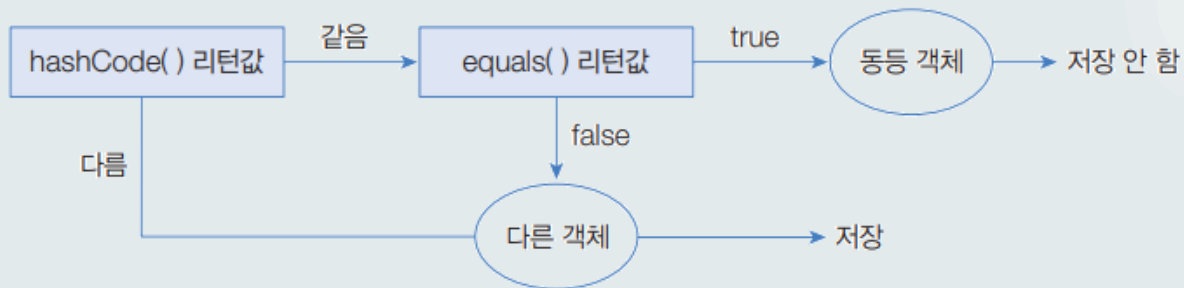 hashCode( ) 리턴값
같음
equals( ) 리턴값
true
동등 객체
저장 안 함
다름
false
다른 객체
저장